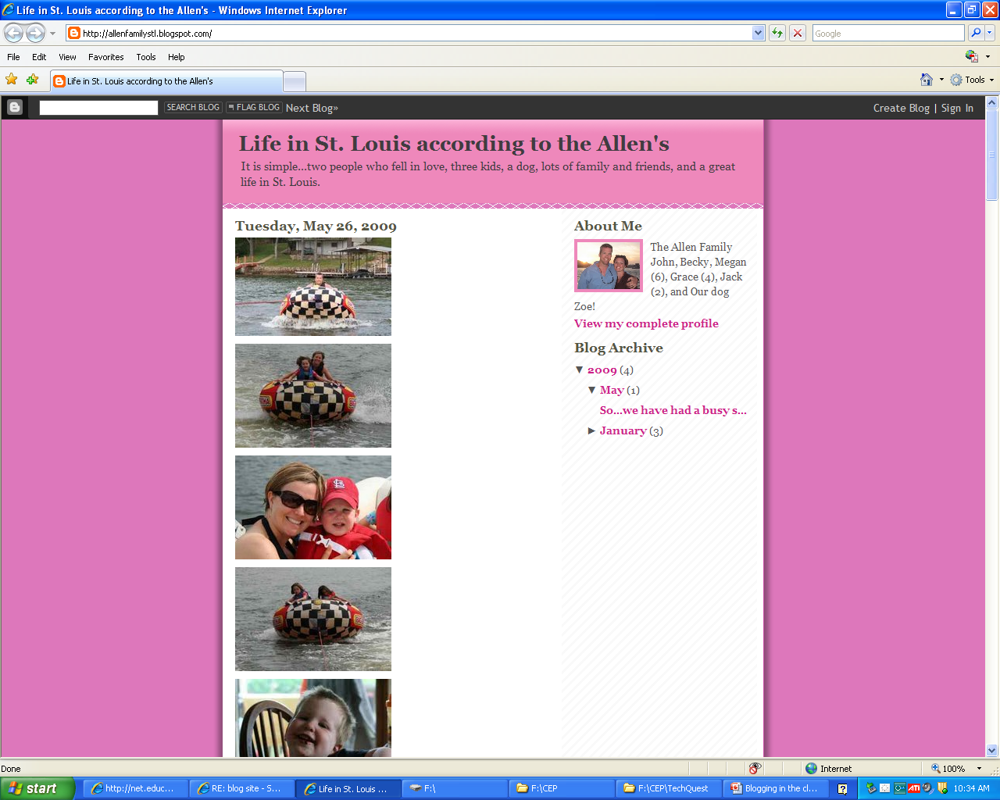 Life in St. Louis according to the Allen's - Windows Internet Explorer
http://allenfamilystl.blogspot.com/
Google
File Edit View Favorites Tools Help
Life in St. Louis according to the Allen's
Tools
SEARCH BLOG FLAG BLOG Next Blog»
Create Blog | Sign In
Life in St. Louis according to the Allen's
It is simple...two people who fell in love, three kids, a dog, lots of family and friends, and a great
life in St. Louis.
Tuesday, May 26, 2009
About Me
The Allen Family
John, Becky, Megan
(6), Grace (4), Jack
(2), and Our dog
Zoe!
View my complete profile
Blog Archive
▼ 2009 (4)
▼ May (1)
So...we have had a busy s...
► January (3)
Done
Internet
100%
start
http://net.educ...
RE: blog site - S...
Life in St. Louis ...
F:\
F:\CEP
F:\CEP\TechQuest
Blogging in the cl...
ATI
10:34 AM